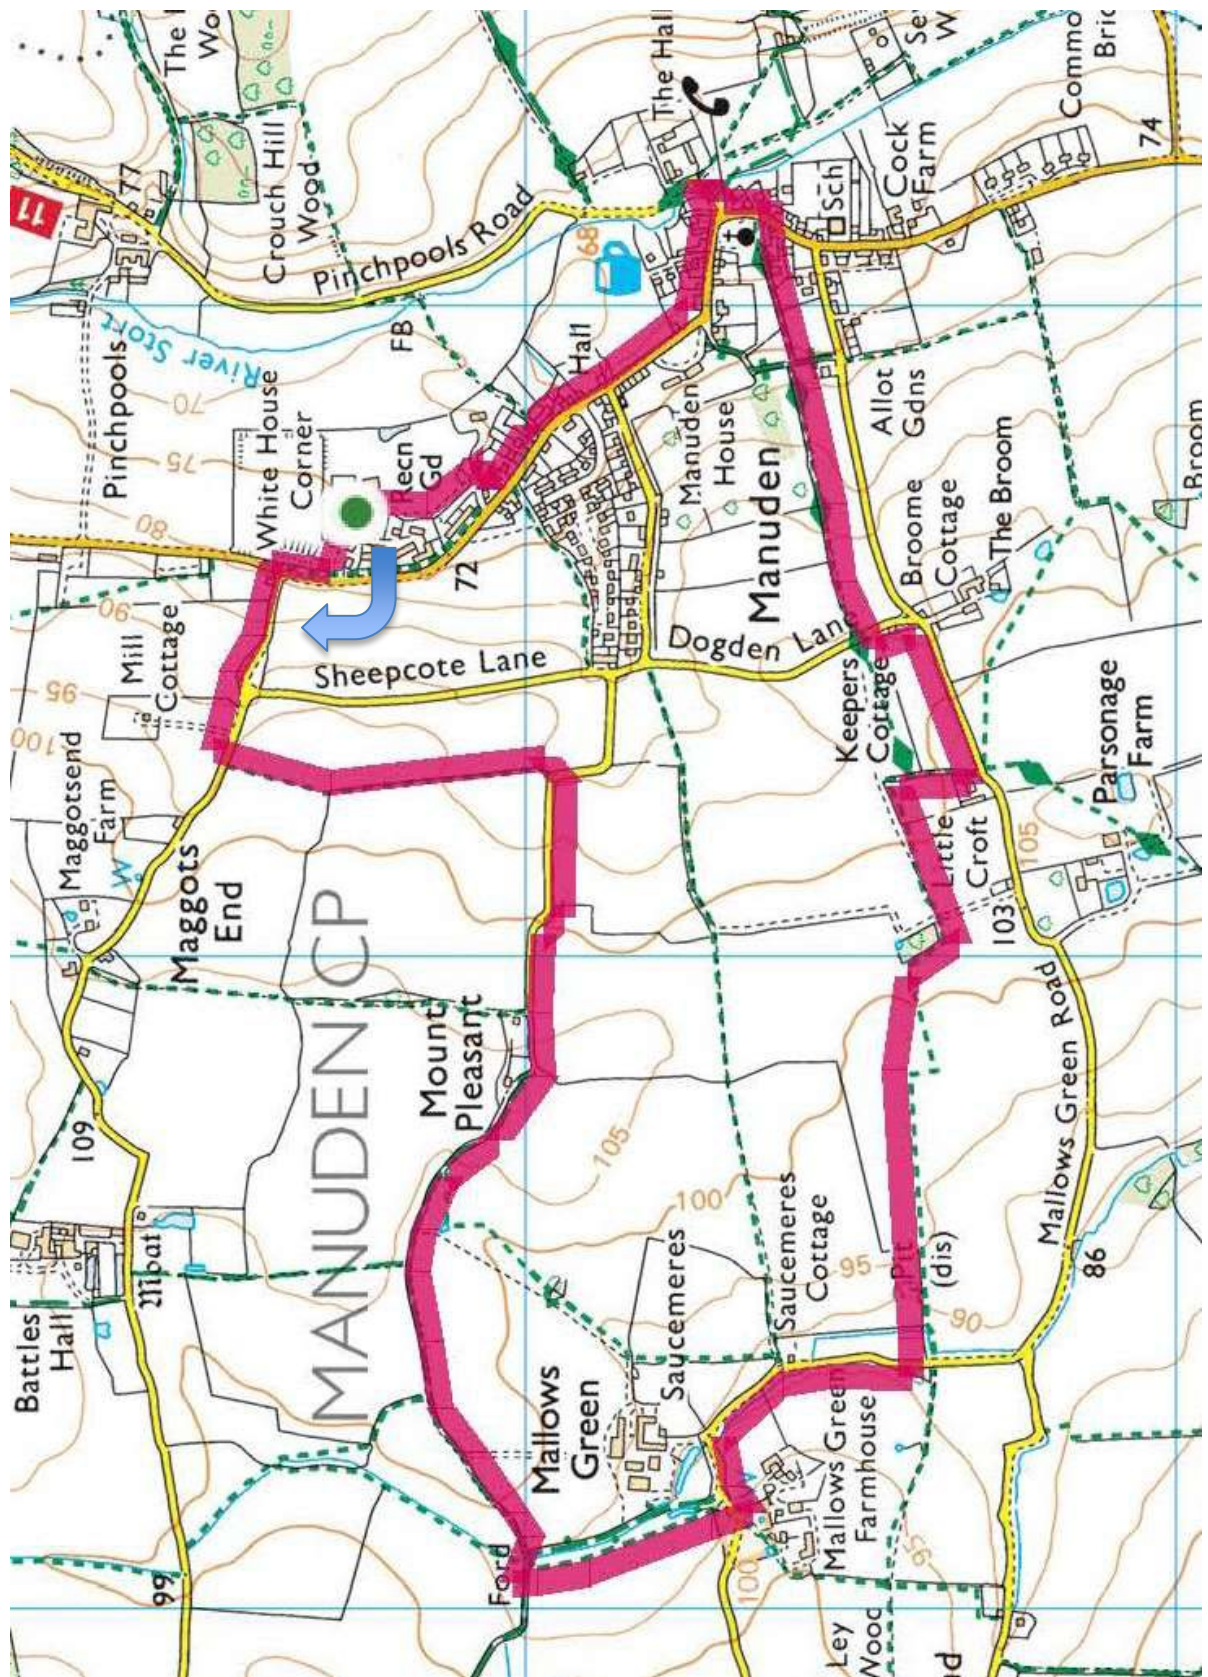 The
Woo
Crouch Hill
Wood
The Hall
Se
W
Commo
Bric
11
77
Pinchpools Road
68
Sch
Cock
Farm
74
River Stort
FB
Pinchpools
70
75
80
White House
Corner
Recn
Gd
Hall
72
Manuden
House
Manuden
Allot
Gdns
Broome
Cottage
The Broom
Broom
90
95
100
Mill
Cottage
Sheepcote Lane
Dogden Lane
Keepers
Cottage
Maggotsend
Farm
W
Maggots
End
Little
Croft
105
103
Parsonage
Farm
MANUDEN CP
Mount
Pleasant
109
105
100
Mallows Green Road
Moat
Battles
Hall
Saucemeres
Saucemeres
Cottage
95
Pit
(dis)
90
86
Mallows
Green
Mallows Green
Farmhouse
W
99
Ford
100
95
Ley
Wood
nd